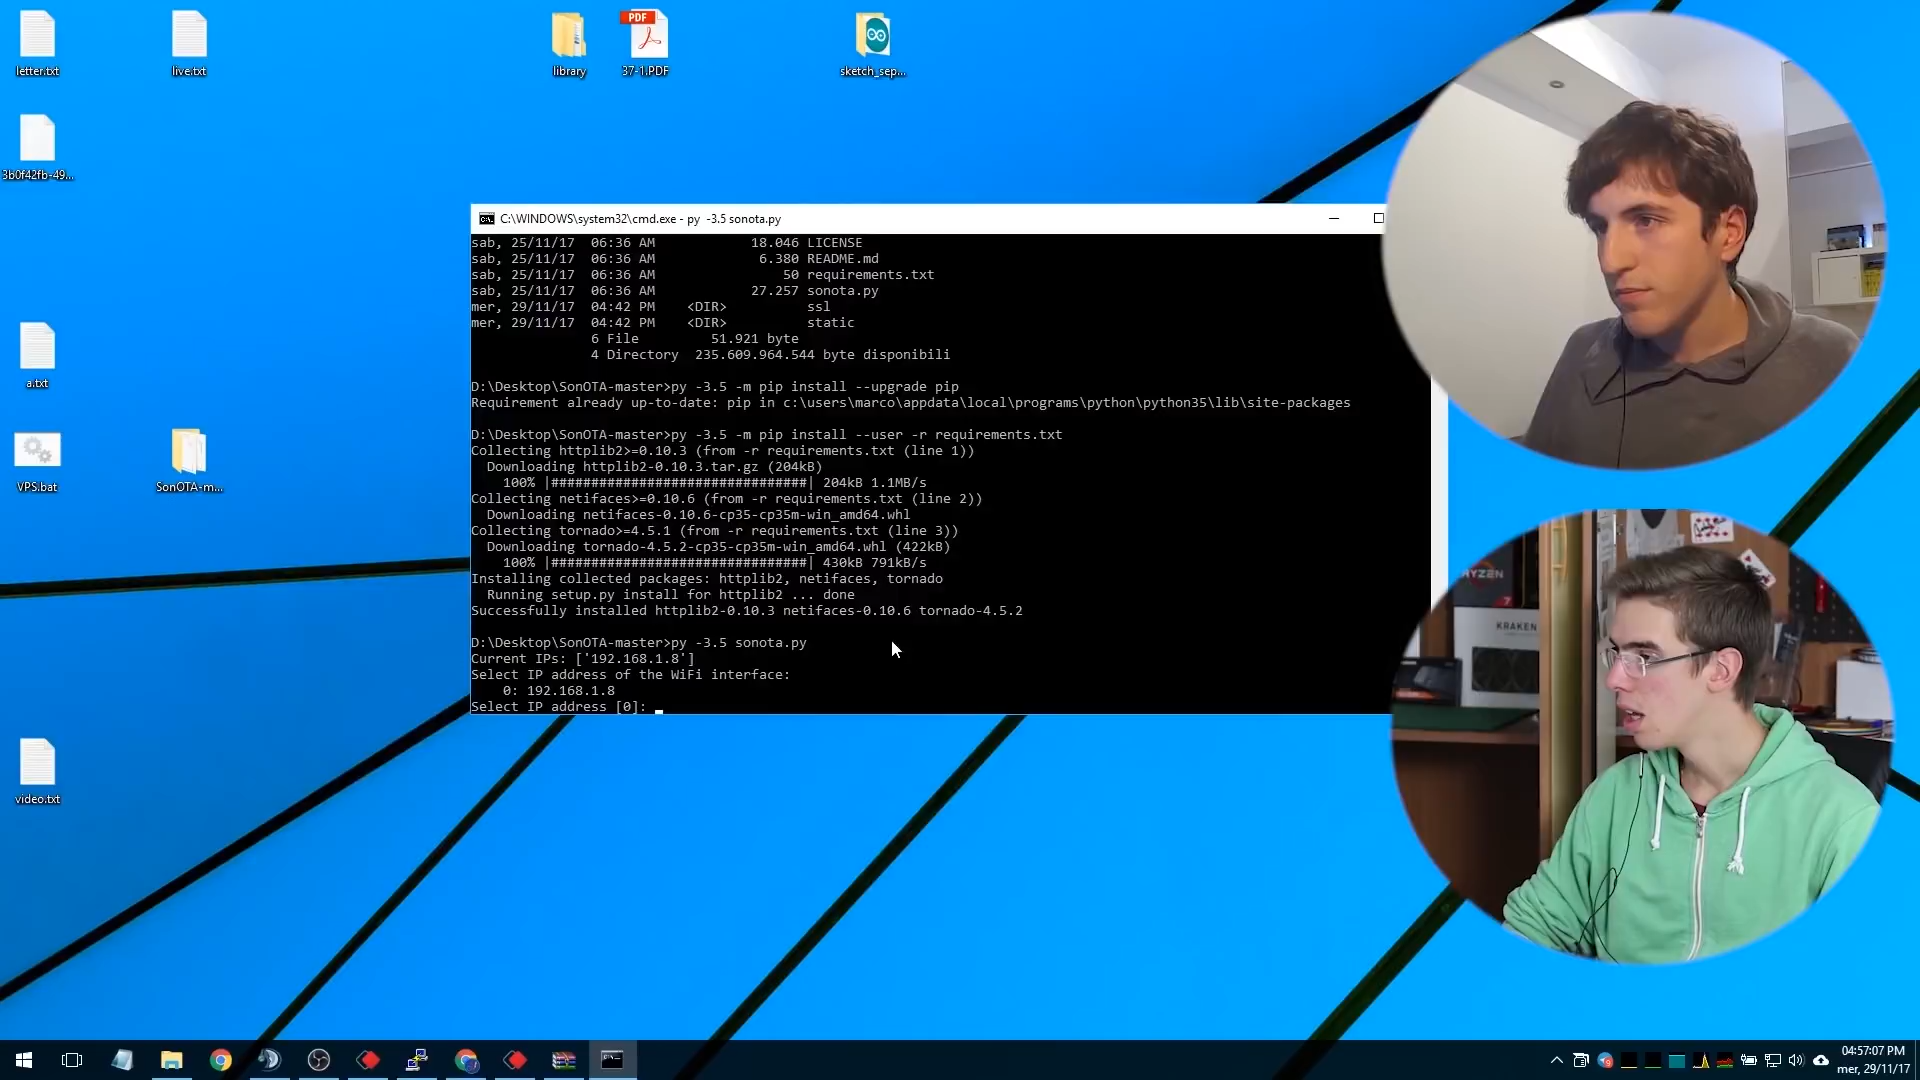 letter.txt
live.txt
library
PDF
37-1.PDF
sketch_sep...
3b0f42fb-49...
a.txt
VPS.bat
SonOTA-m...
video.txt
C:\WINDOWS\system32\cmd.exe - py  -3.5 sonota.py
sab, 25/11/17  06:36 AM            18.046 LICENSE
sab, 25/11/17  06:36 AM             6.380 README.md
sab, 25/11/17  06:36 AM                50 requirements.txt
sab, 25/11/17  06:36 AM            27.257 sonota.py
mer, 29/11/17  04:42 PM    <DIR>          ssl
mer, 29/11/17  04:42 PM    <DIR>          static
6 File       51.921 byte
4 Directory  235.609.964.544 byte disponibili
D:\Desktop\SonOTA-master>py -3.5 -m pip install --upgrade pip
Requirement already up-to-date: pip in c:\users\marco\appdata\local\programs\python\python35\lib\site-packages
D:\Desktop\SonOTA-master>py -3.5 -m pip install --user -r requirements.txt
Collecting httplib2>=0.10.3 (from -r requirements.txt (line 1))
Downloading httplib2-0.10.3.tar.gz (204kB)
100% |################################| 204kB 1.1MB/s
Collecting netifaces>=0.10.6 (from -r requirements.txt (line 2))
Downloading netifaces-0.10.6-cp35-cp35m-win_amd64.whl
Collecting tornado>=4.5.1 (from -r requirements.txt (line 3))
Downloading tornado-4.5.2-cp35-cp35m-win_amd64.whl (422kB)
100% |################################| 430kB 791kB/s
Installing collected packages: httplib2, netifaces, tornado
Running setup.py install for httplib2 ... done
Successfully installed httplib2-0.10.3 netifaces-0.10.6 tornado-4.5.2
D:\Desktop\SonOTA-master>py -3.5 sonota.py
Current IPs: ['192.168.1.8']
Select IP address of the WiFi interface:
0: 192.168.1.8
Select IP address [0]:
RYZEN
7
KRAKEN
04:57:07 PM
mer, 29/11/17